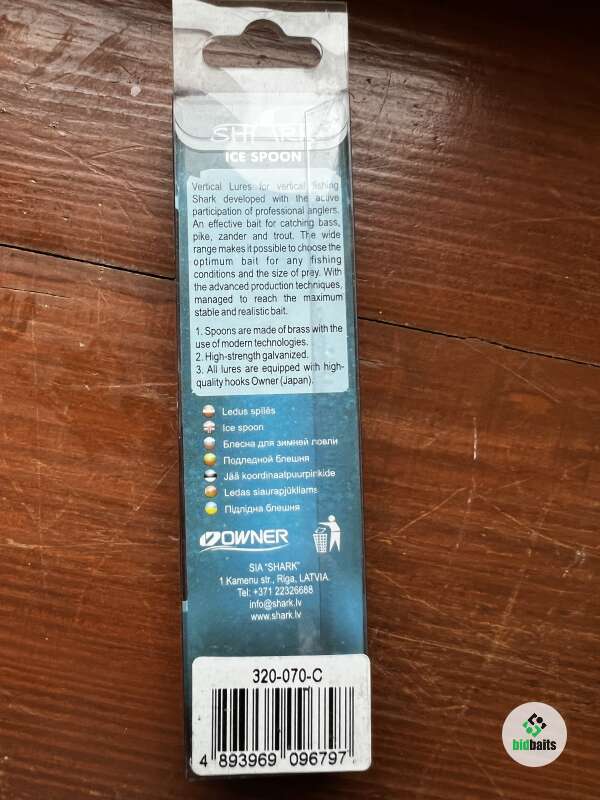 SHARK
ICE SPOON
Vertical Lures for vertical fishing
Shark developed with the active
participation of professional anglers.
An effective bait for catching bass,
pike, zander and trout. The wide
range makes it possible to choose the
optimum bait for any fishing
conditions and the size of pray. With
the advanced production techniques,
managed to reach the maximum
stable and realistic bait.
1. Spoons are made of brass with the
use of modern technologies.
2. High-strength galvanized.
3. All lures are equipped with high-
quality hooks Owner (Japan).
Ledus spīlēs
Ice spoon
Блесна для зимней ловли
Подледной блешня
Jää koordinaatpuurpinkide
Ledas siaurapjūkliams
Підлідна блешня
OWNER
SIA "SHARK"
1 Kamenu str., Riga, LATVIA.
Tel: +371 22326688
info@shark.lv
www.shark.lv
320-070-C
4 893969 096797
bidbaits